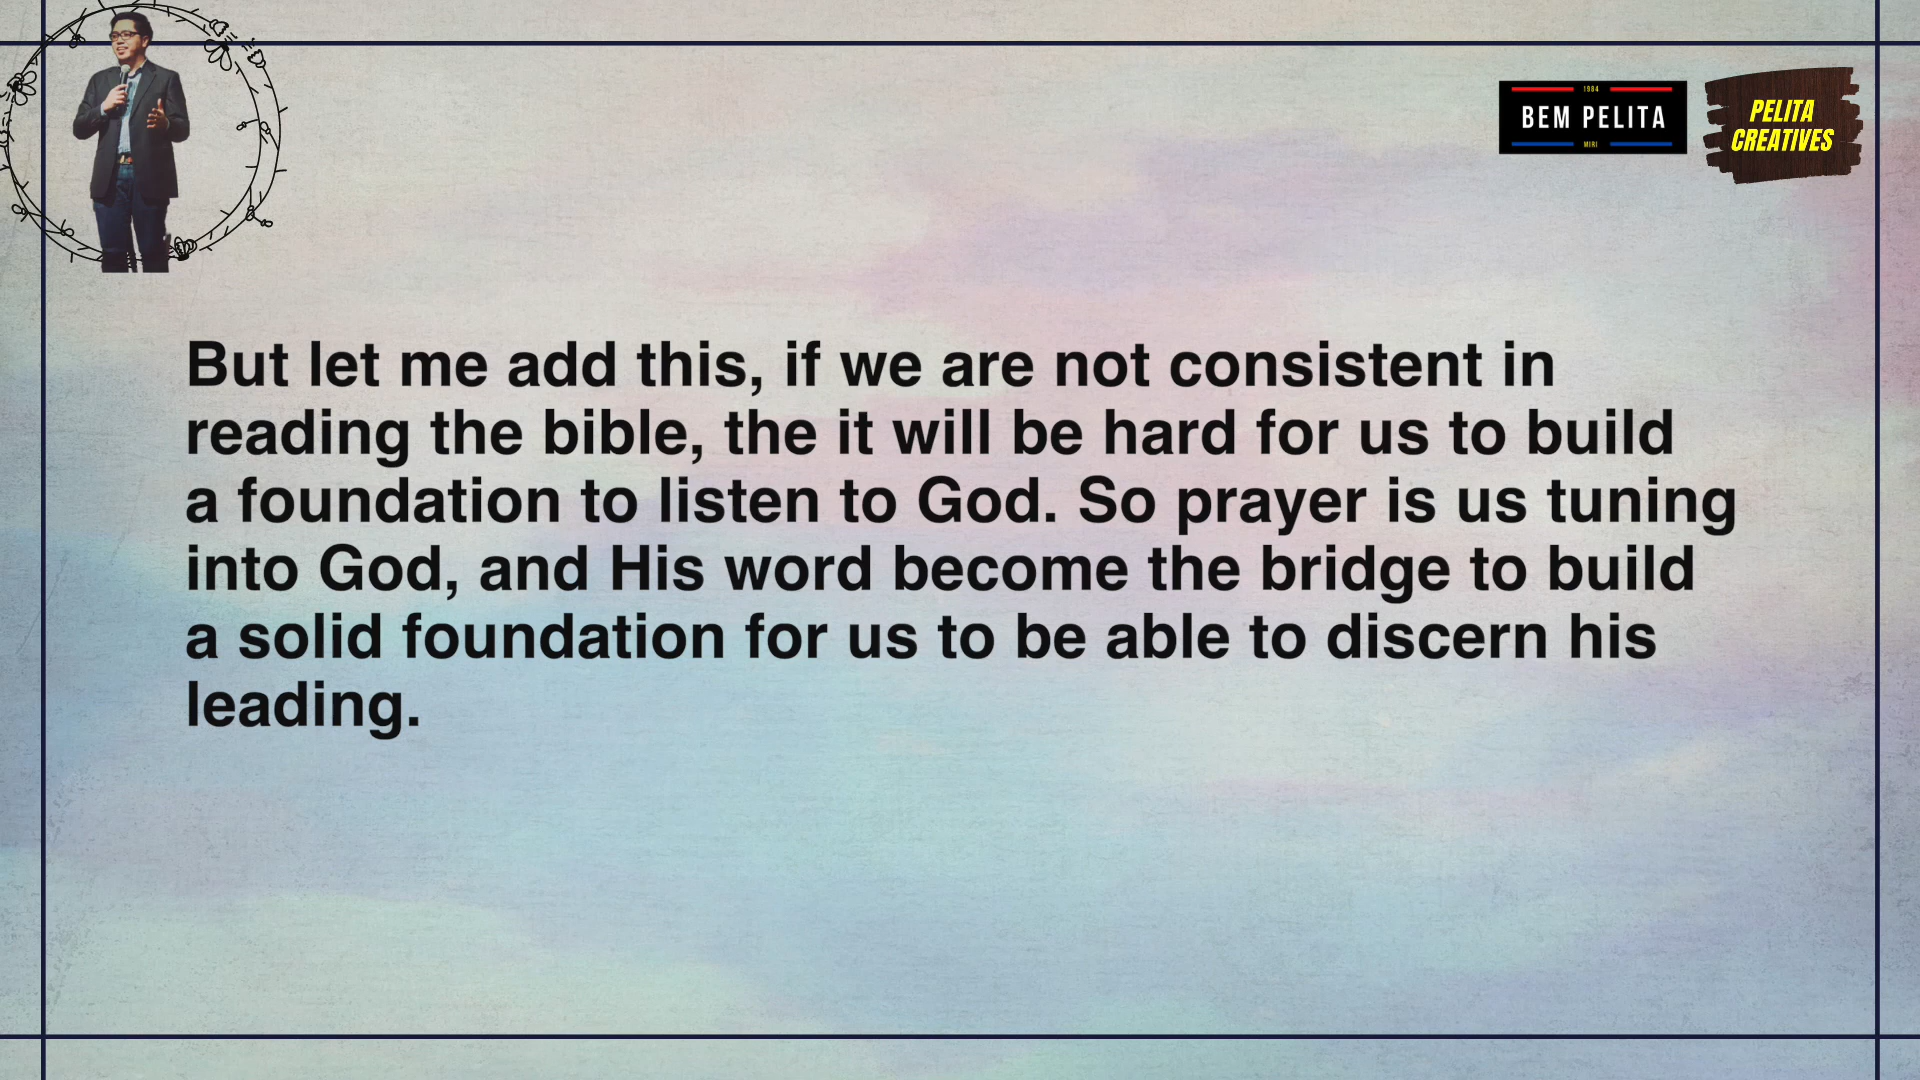 1984
BEM PELITA
MIRI
PELITA
CREATIVES
But let me add this, if we are not consistent in
reading the bible, the it will be hard for us to build
a foundation to listen to God. So prayer is us tuning
into God, and His word become the bridge to build
a solid foundation for us to be able to discern his
leading.